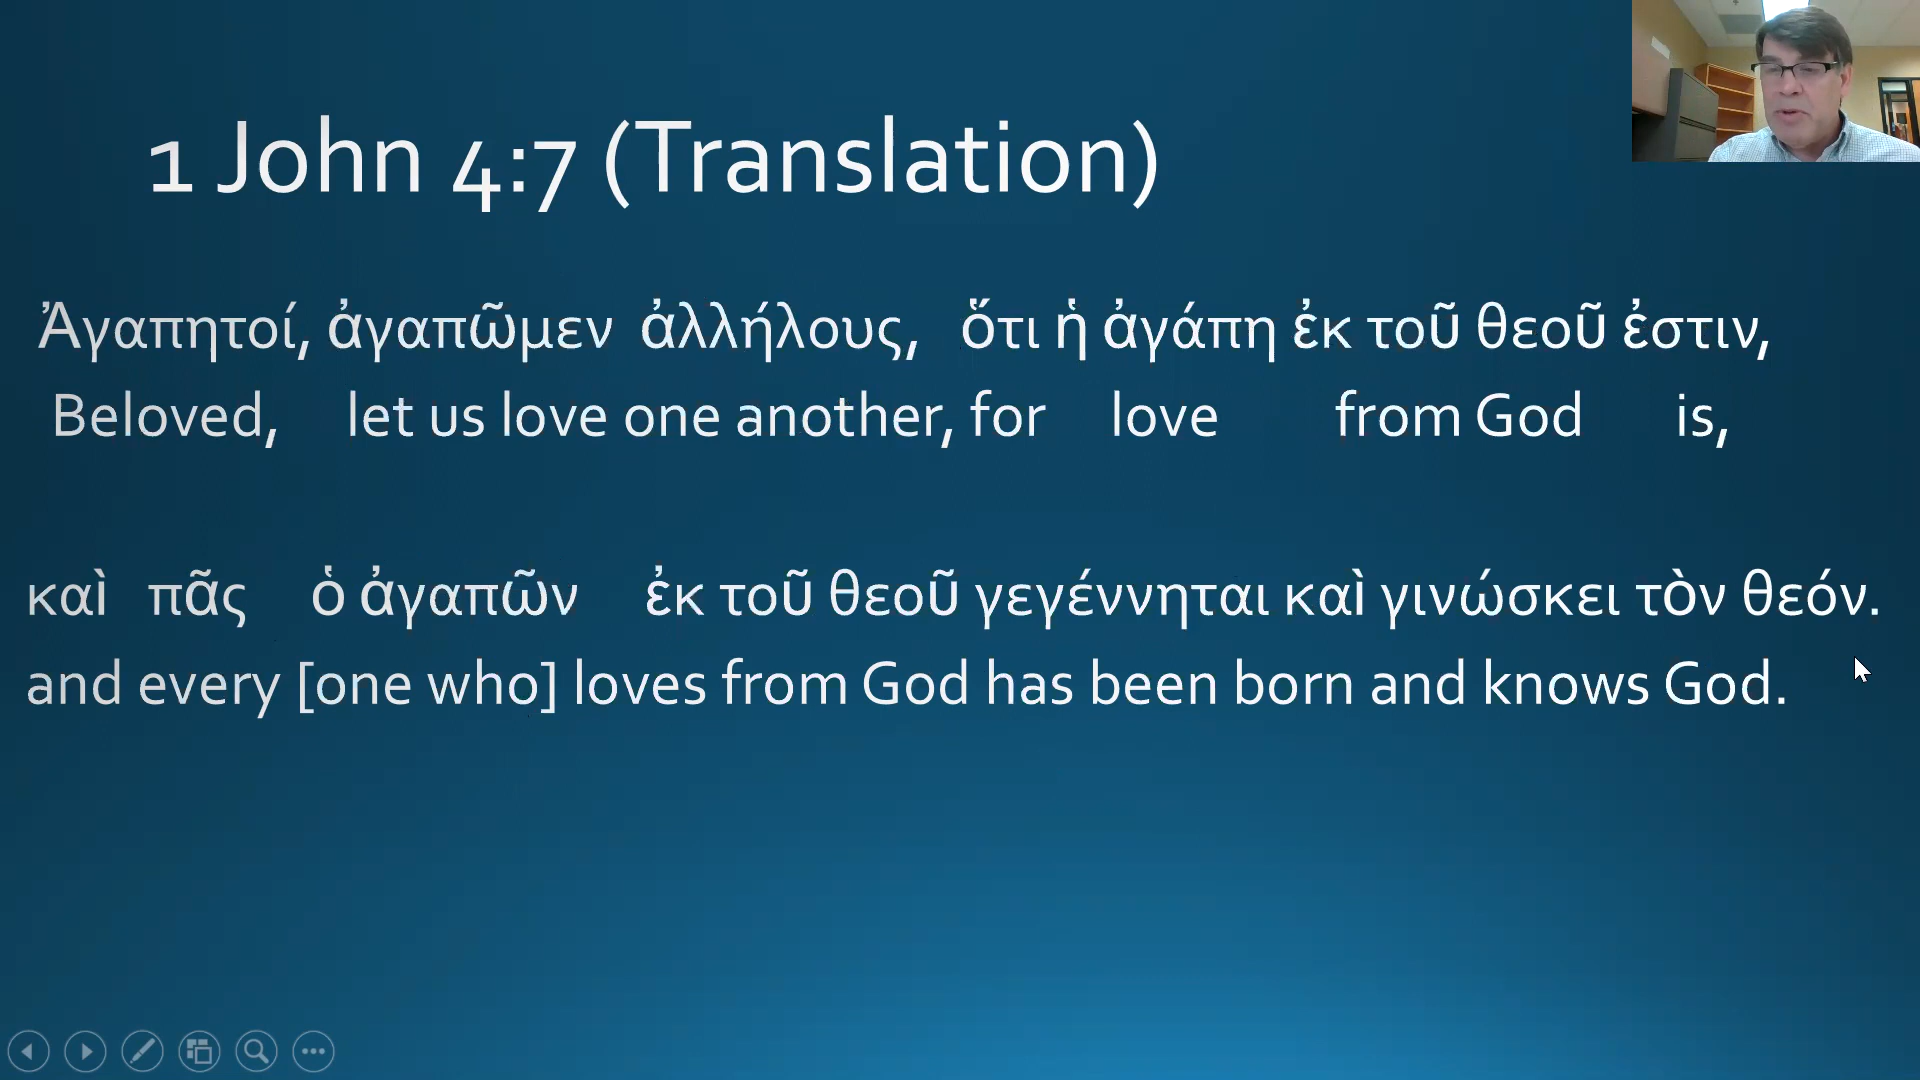 1 John 4:7 (Translation)
Ἀγαπητοί, ἀγαπῶμεν ἀλλήλους, ὅτι ἡ ἀγάπη ἐκ τοῦ θεοῦ ἐστιν,
Beloved, let us love one another, for love from God is,
καὶ πᾶς ὁ ἀγαπῶν ἐκ τοῦ θεοῦ γεγέννηται καὶ γινώσκει τὸν θεόν.
and every [one who] loves from God has been born and knows God.